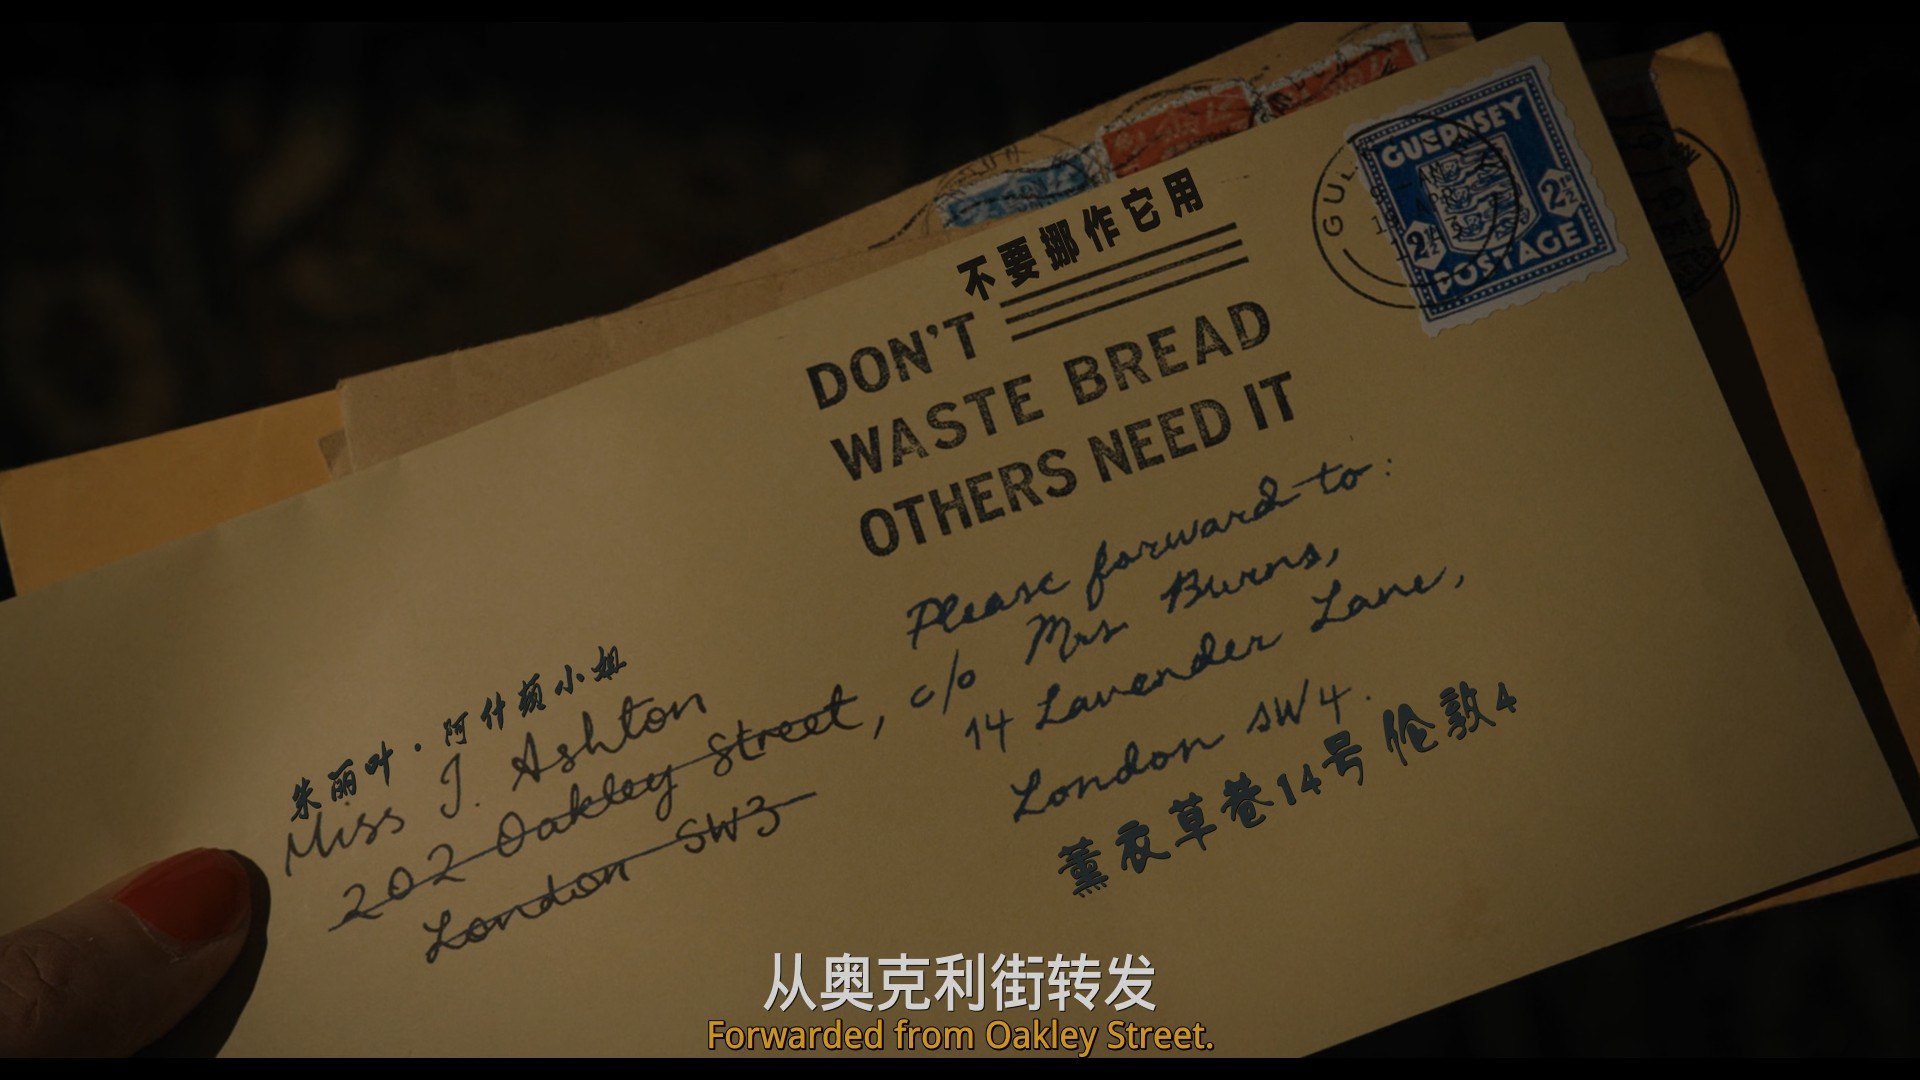 GUERNSEY
2½ 2½
POSTAGE
不要挪作它用
DON'T
WASTE BREAD
OTHERS NEED IT
Please forward to:
c/o Mrs Burns,
14 Lavender Lane,
London SW4.
薰衣草巷14号 伦敦4
朱丽叶·阿什顿小姐
Miss J. Ashton
202 Oakley Street,
London SW3
从奥克利街转发
Forwarded from Oakley Street.